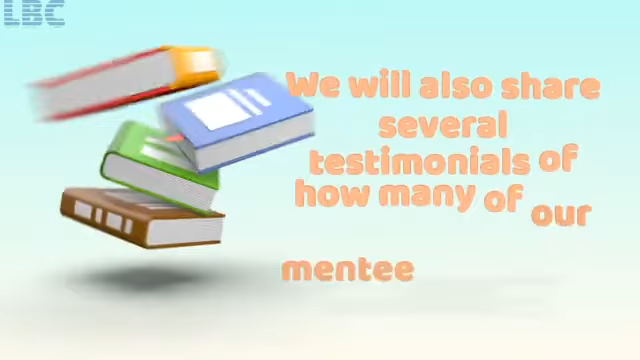 LBC
We will also share
several
testimonials of
how many of our
mentee